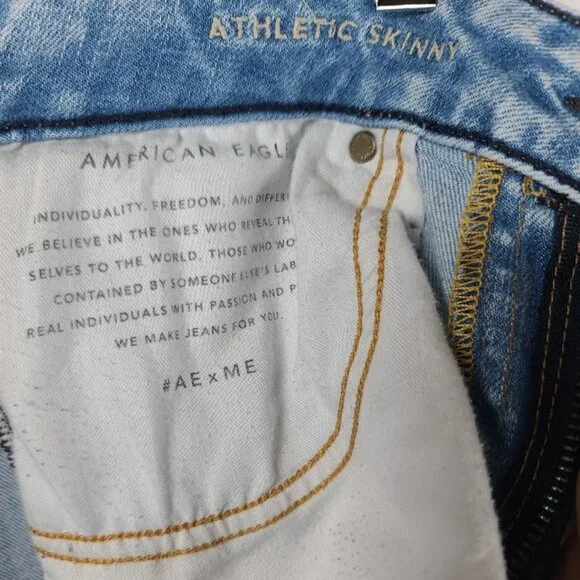 ATHLETIC SKINNY
AMERICAN EAGLE
INDIVIDUALITY, FREEDOM, AND DIFFER
WE BELIEVE IN THE ONES WHO REVEAL TH
SELVES TO THE WORLD. THOSE WHO WO
CONTAINED BY SOMEONE ELSE'S LAB
REAL INDIVIDUALS WITH PASSION AND P
WE MAKE JEANS FOR YOU.
#AExME